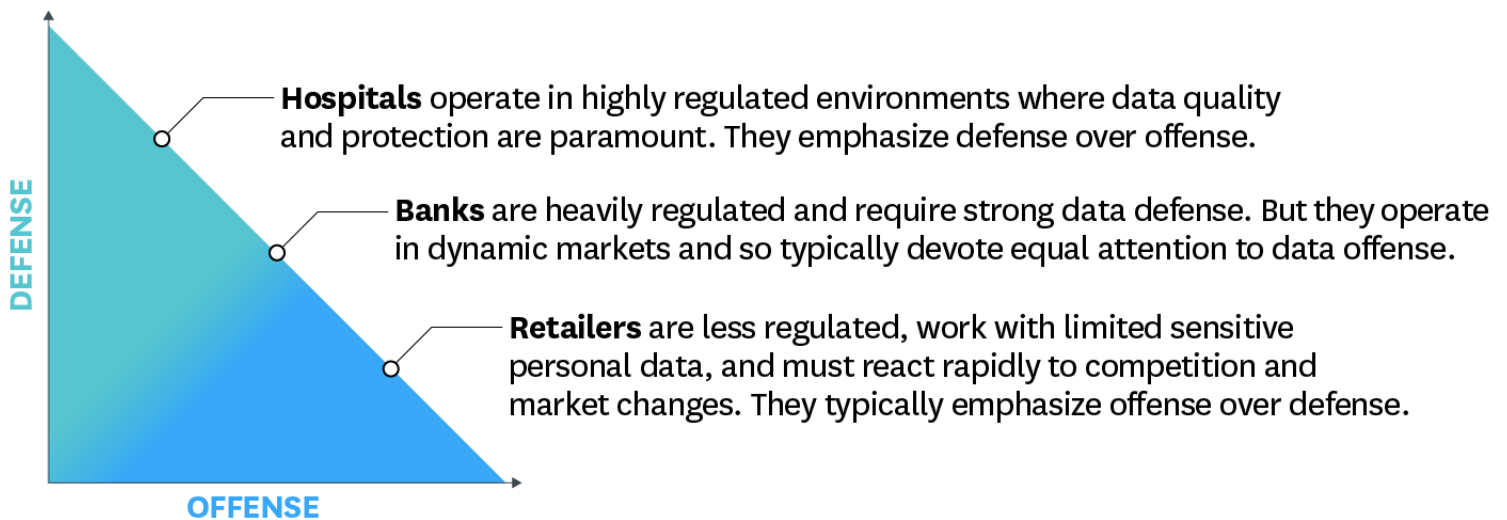 Hospitals operate in highly regulated environments where data quality
and protection are paramount. They emphasize defense over offense.
Banks are heavily regulated and require strong data defense. But they operate
in dynamic markets and so typically devote equal attention to data offense.
DEFENSE
Retailers are less regulated, work with limited sensitive
personal data, and must react rapidly to competition and
market changes. They typically emphasize offense over defense.
OFFENSE